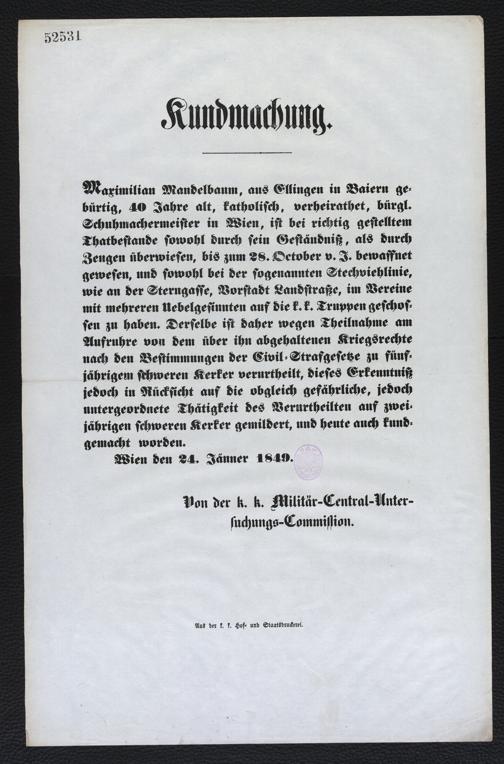 52531
Kundmachung.
Maximilian Mandelbaum, aus Ellingen in Baiern ge-
bürtig, 40 Jahre alt, katholisch, verheirathet, bürgl.
Schuhmachermeister in Wien, ist bei richtig gestelltem
Thatbestande sowohl durch sein Geständniß, als durch
Zeugen überwiesen, bis zum 28. October v. J. bewaffnet
gewesen, und sowohl bei der sogenannten Stechviehlinie,
wie an der Sterngasse, Vorstadt Landstraße, im Vereine
mit mehreren Uebelgesinnten auf die k. k. Truppen geschos-
sen zu haben. Derselbe ist daher wegen Theilnahme am
Aufruhre von dem über ihn abgehaltenen Kriegsrechte
nach den Bestimmungen der Civil-Strafgesetze zu fünf-
jährigem schweren Kerker verurtheilt, dieses Erkenntniß
jedoch in Rücksicht auf die obgleich gefährliche, jedoch
untergeordnete Thätigkeit des Verurtheilten auf zwei-
jährigen schweren Kerker gemildert, und heute auch kund-
gemacht worden.
Wien den 24. Jänner 1849.
Von der k. k. Militär-Central-Unter-
suchungs-Commission.
Aus der k. k. Hof- und Staatsdruckerei.